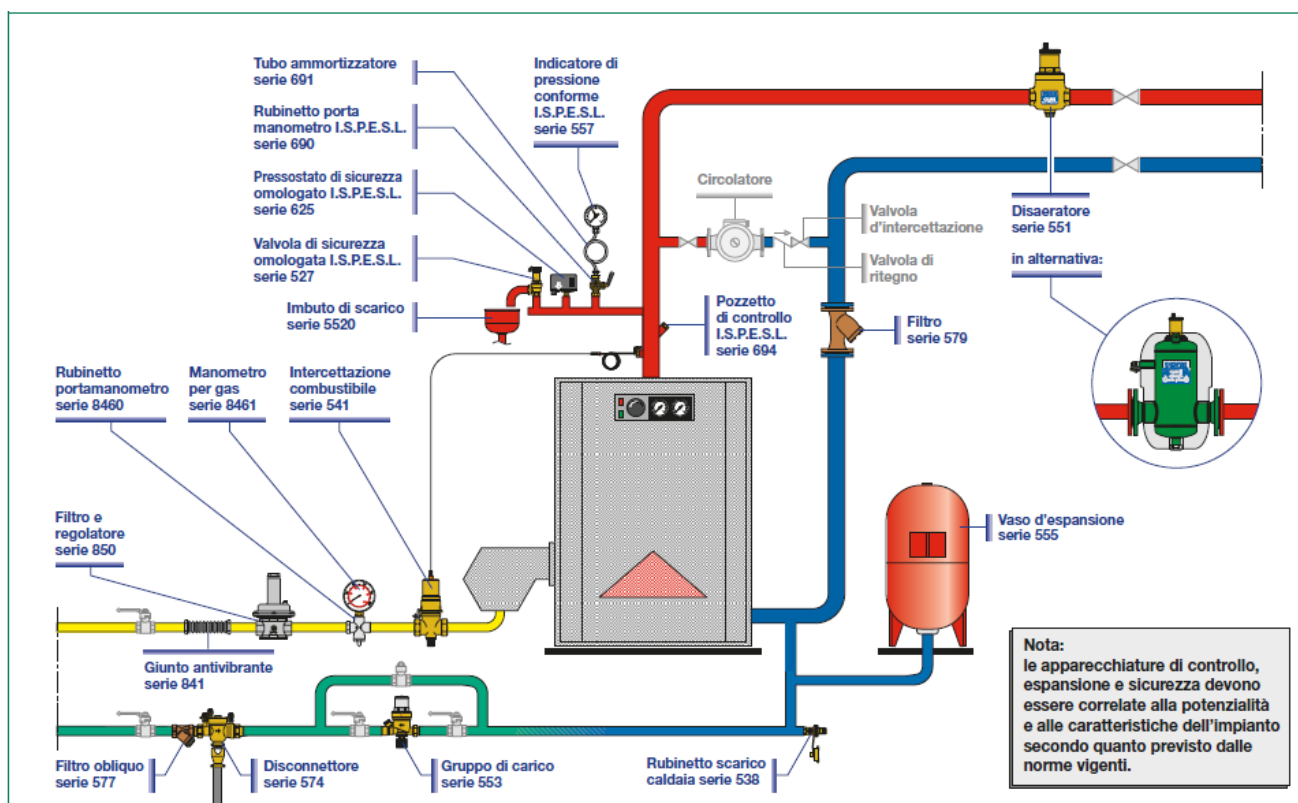 Tubo ammortizzatore
serie 691
Rubinetto porta
manometro I.S.P.E.S.L.
serie 690
Pressostato di sicurezza
omologato I.S.P.E.S.L.
serie 625
Valvola di sicurezza
omologata I.S.P.E.S.L.
serie 527
Imbuto di scarico
serie 5520
Indicatore di
pressione
conforme
I.S.P.E.S.L.
serie 557
Circolatore
Valvola
d'intercettazione
Valvola di
ritegno
Disaeratore
serie 551
in alternativa:
Pozzetto
di controllo
I.S.P.E.S.L.
serie 694
Filtro
serie 579
Rubinetto
portamanometro
serie 8460
Manometro
per gas
serie 8461
Intercettazione
combustibile
serie 541
Filtro e
regolatore
serie 850
Vaso d'espansione
serie 555
Giunto antivibrante
serie 841
Filtro obliquo
serie 577
Disconnettore
serie 574
Gruppo di carico
serie 553
Rubinetto scarico
caldaia serie 538
Nota:
le apparecchiature di controllo,
espansione e sicurezza devono
essere correlate alla potenzialità
e alle caratteristiche dell'impianto
secondo quanto previsto dalle
norme vigenti.